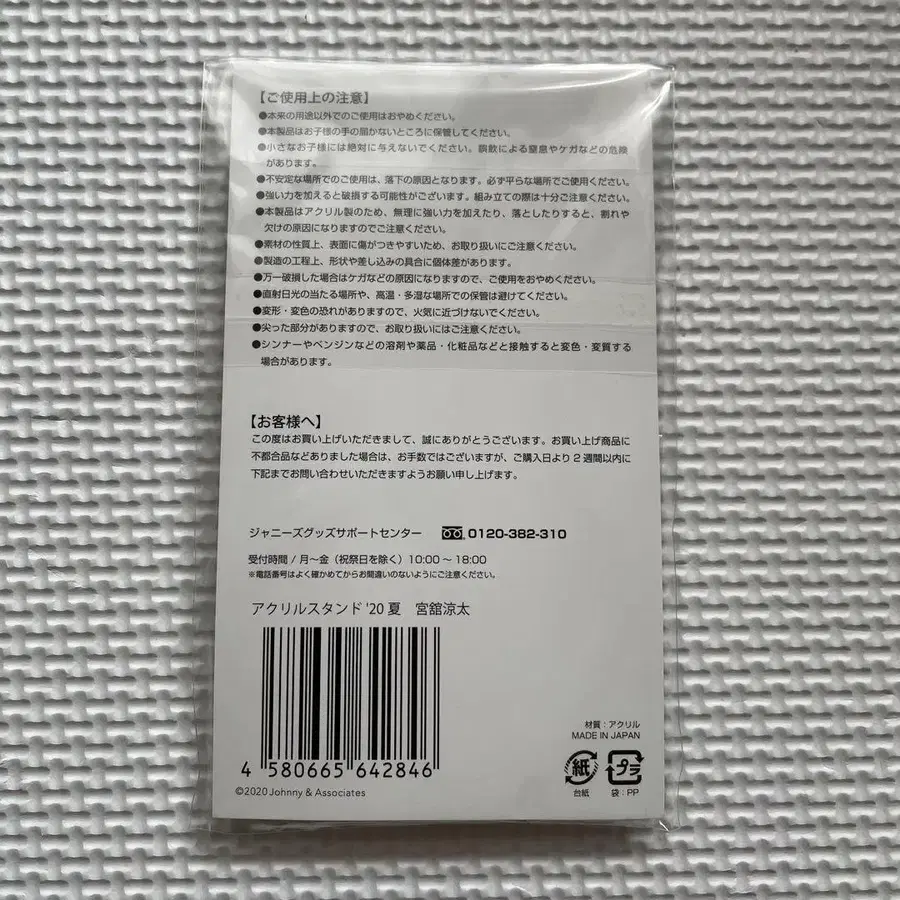 【ご使用上の注意】
●本来の用途以外でのご使用はおやめください。
●本製品はお子様の手の届かないところに保管してください。
●小さなお子様には絶対に与えないでください。誤飲による窒息やケガなどの危険
があります。
●不安定な場所でのご使用は、落下の原因となります。必ず平らな場所でご使用ください。
●強い力を加えると破損する可能性がございます。組み立ての際は十分ご注意ください。
●本製品はアクリル製のため、無理に強い力を加えたり、落としたりすると、割れや
欠けの原因になりますのでご注意ください。
●素材の性質上、表面に傷がつきやすいため、お取り扱いにご注意ください。
●製造の工程上、形状や差し込みの具合に個体差があります。
●万一破損した場合はケガなどの原因になりますので、ご使用をおやめください。
●直射日光の当たる場所や、高温・多湿な場所での保管は避けてください。
●変形・変色の恐れがありますので、火気に近づけないでください。
●尖った部分がありますので、お取り扱いにはご注意ください。
●シンナーやベンジンなどの溶剤や薬品・化粧品などと接触すると変色・変質する
場合があります。
【お客様へ】
この度はお買い上げいただきまして、誠にありがとうございます。お買い上げ商品に
不都合品などありました場合は、お手数ではございますが、ご購入日より2週間以内に
下記までお問い合わせいただきますようお願い申し上げます。
ジャニーズグッズサポートセンター 0120-382-310
受付時間 / 月〜金（祝祭日を除く）10:00〜18:00
※電話番号はよく確かめてからお間違いのないようにご注意ください。
アクリルスタンド '20 夏 宮舘涼太
4 580665 642846
©2020 Johnny & Associates
材質：アクリル
MADE IN JAPAN
紙 プラ
台紙 袋：PP